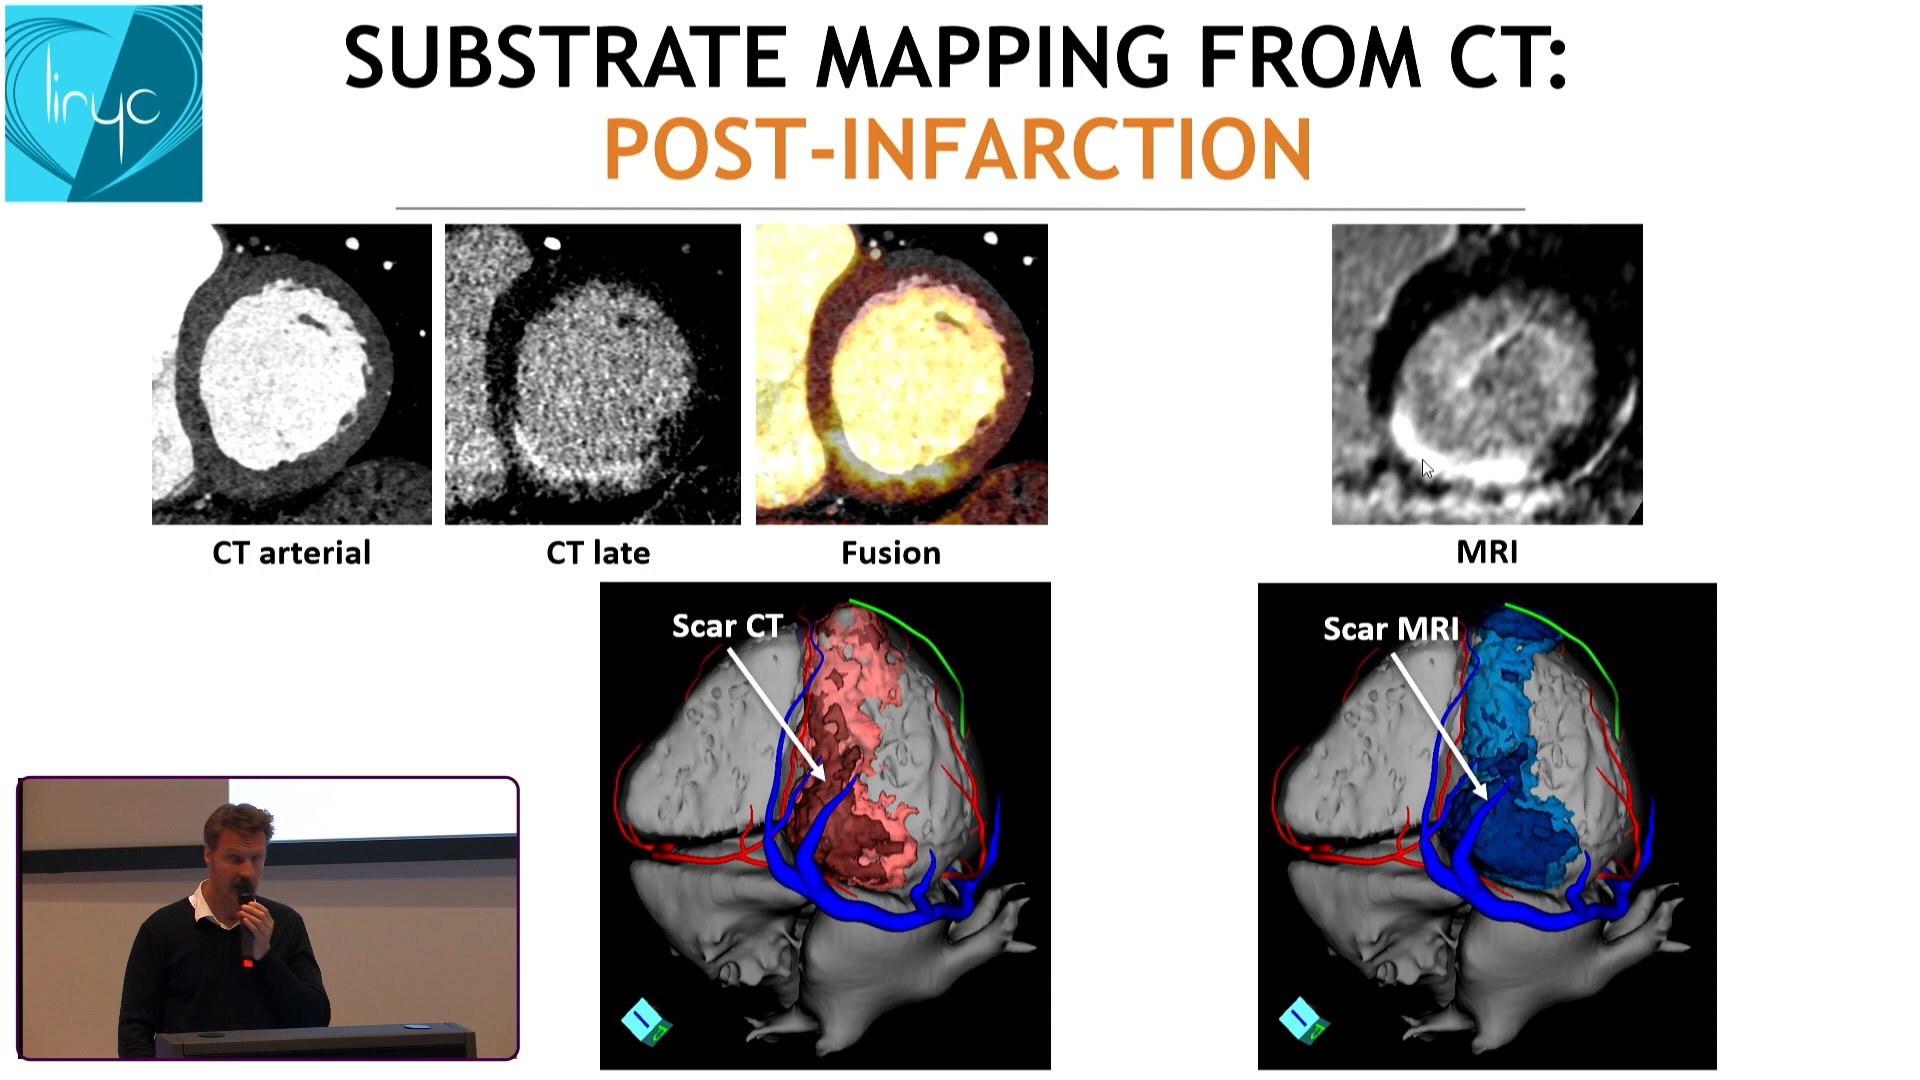 liryc
SUBSTRATE MAPPING FROM CT:
POST-INFARCTION
CT arterial
CT late
Fusion
MRI
Scar CT
Scar MRI
I
I